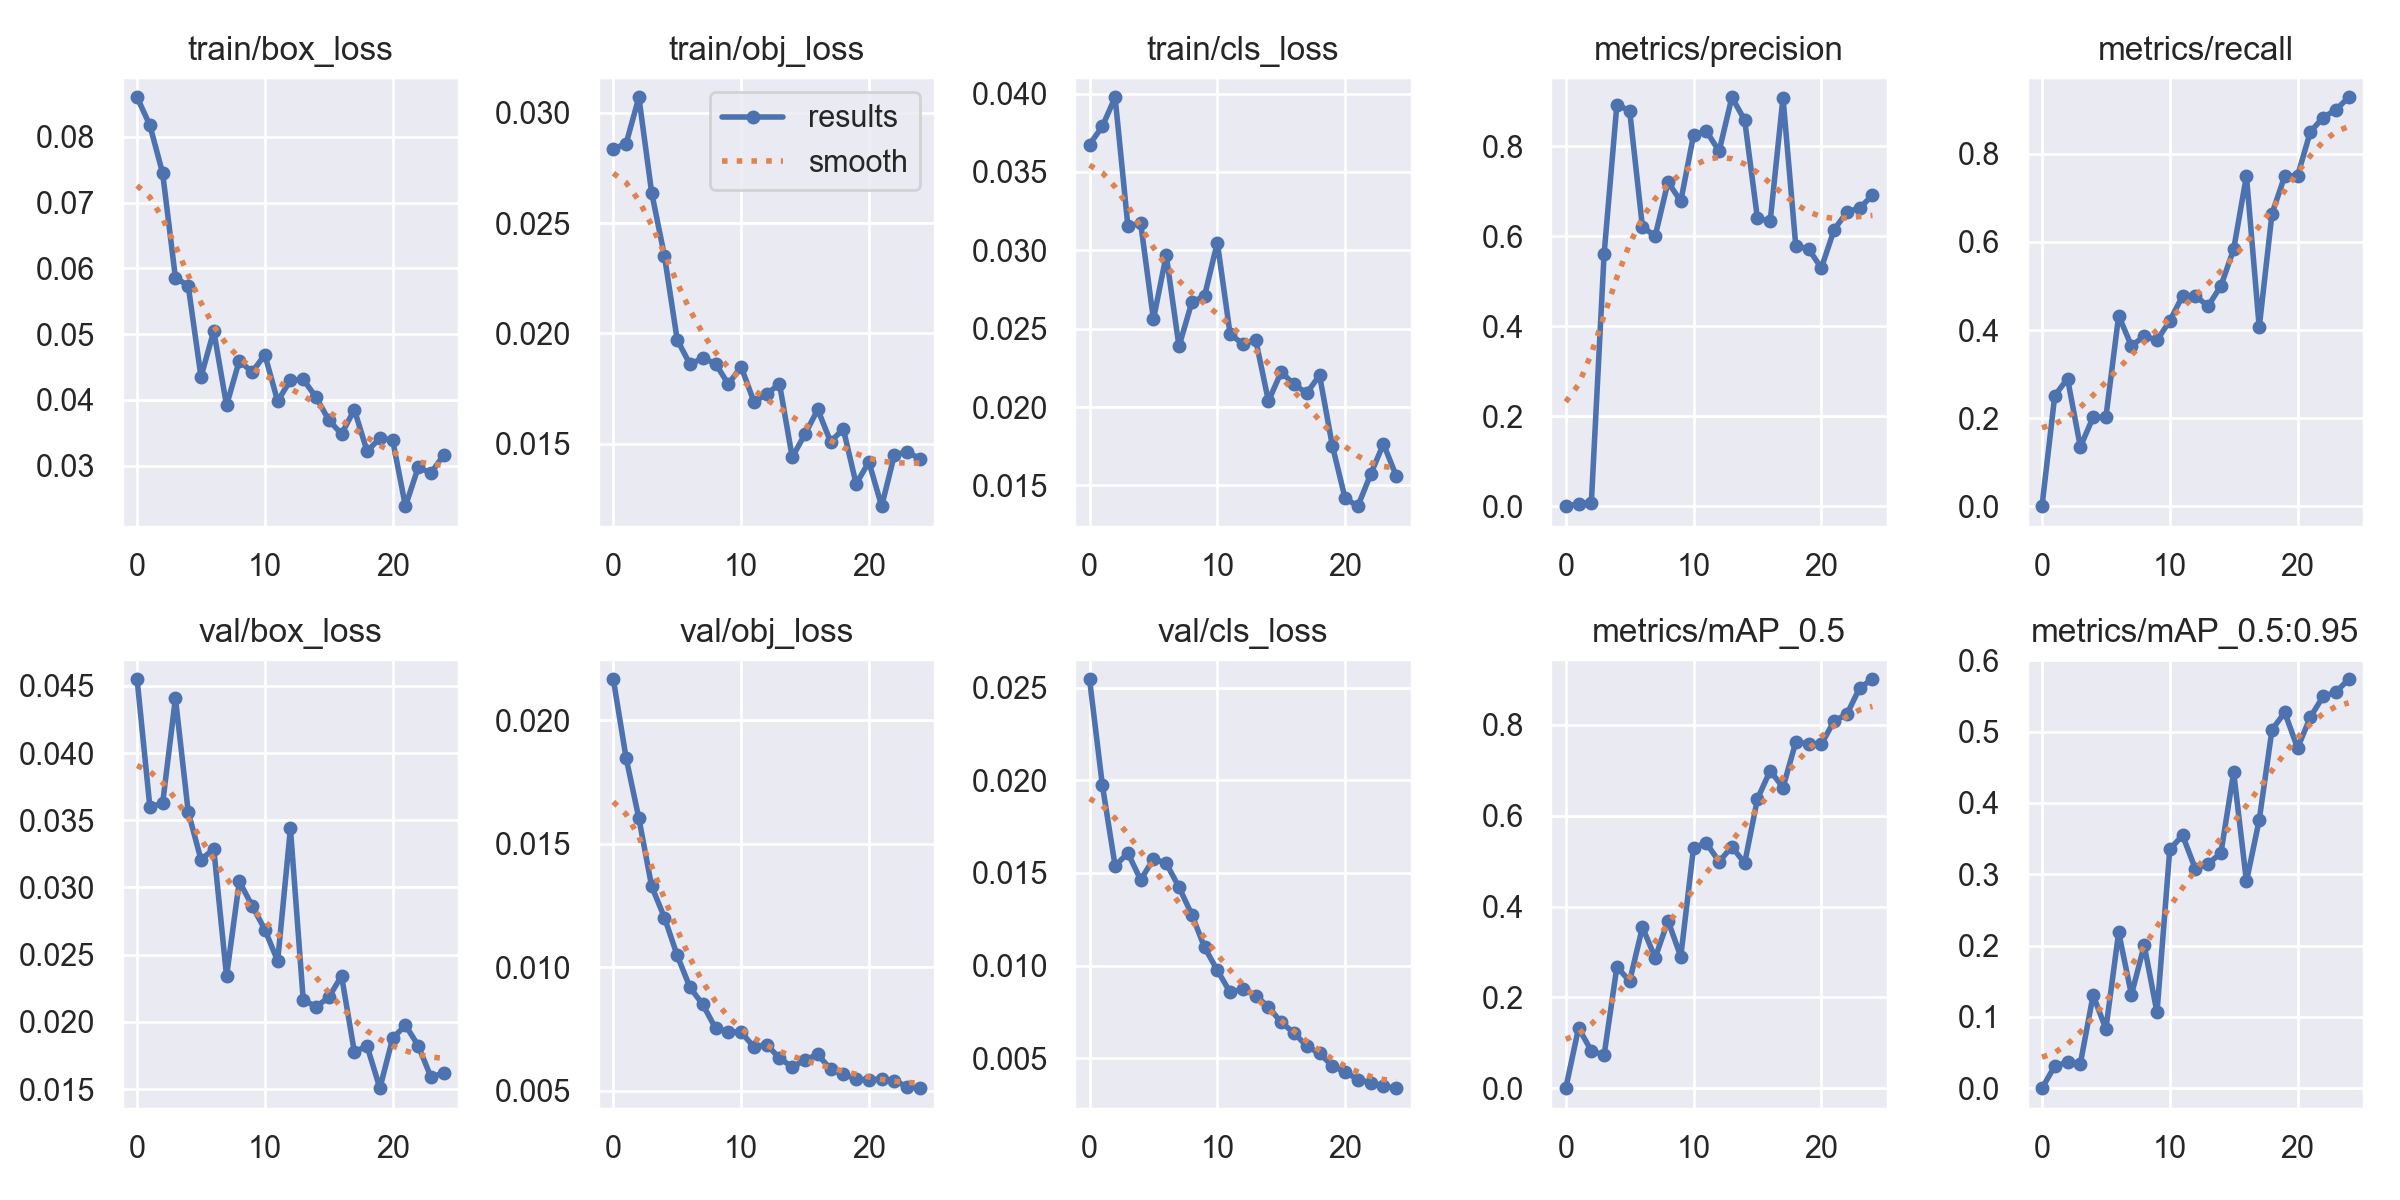 train/box_loss
0.08
0.07
0.06
0.05
0.04
0.03
0 10 20
train/obj_loss
results
smooth
0.030
0.025
0.020
0.015
0 10 20
train/cls_loss
0.040
0.035
0.030
0.025
0.020
0.015
0 10 20
metrics/precision
0.8
0.6
0.4
0.2
0.0
0 10 20
metrics/recall
0.8
0.6
0.4
0.2
0.0
0 10 20
val/box_loss
0.045
0.040
0.035
0.030
0.025
0.020
0.015
0 10 20
val/obj_loss
0.020
0.015
0.010
0.005
0 10 20
val/cls_loss
0.025
0.020
0.015
0.010
0.005
0 10 20
metrics/mAP_0.5
0.8
0.6
0.4
0.2
0.0
0 10 20
metrics/mAP_0.5:0.95
0.6
0.5
0.4
0.3
0.2
0.1
0.0
0 10 20